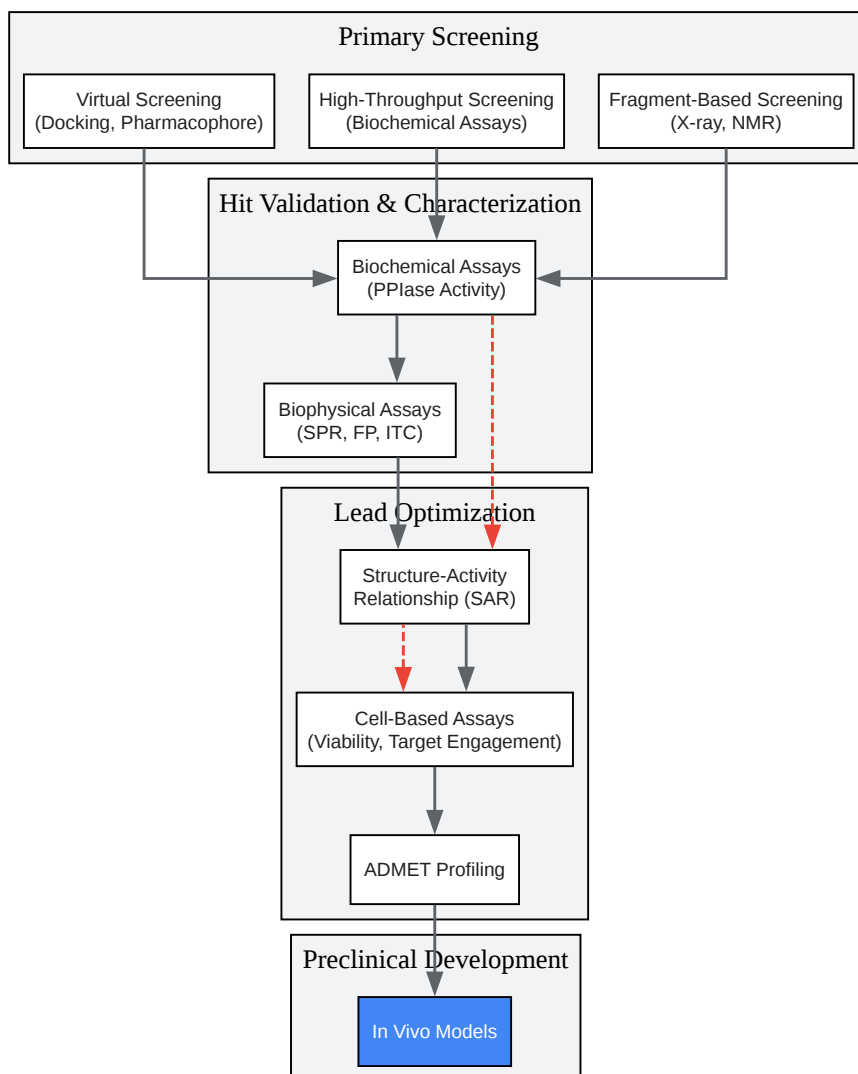 Primary Screening
Virtual Screening
(Docking, Pharmacophore)
High-Throughput Screening
(Biochemical Assays)
Fragment-Based Screening
(X-ray, NMR)
Hit Validation & Characterization
Biochemical Assays
(PPIase Activity)
Biophysical Assays
(SPR, FP, ITC)
Lead Optimization
Structure-Activity
Relationship (SAR)
Cell-Based Assays
(Viability, Target Engagement)
ADMET Profiling
Preclinical Development
In Vivo Models